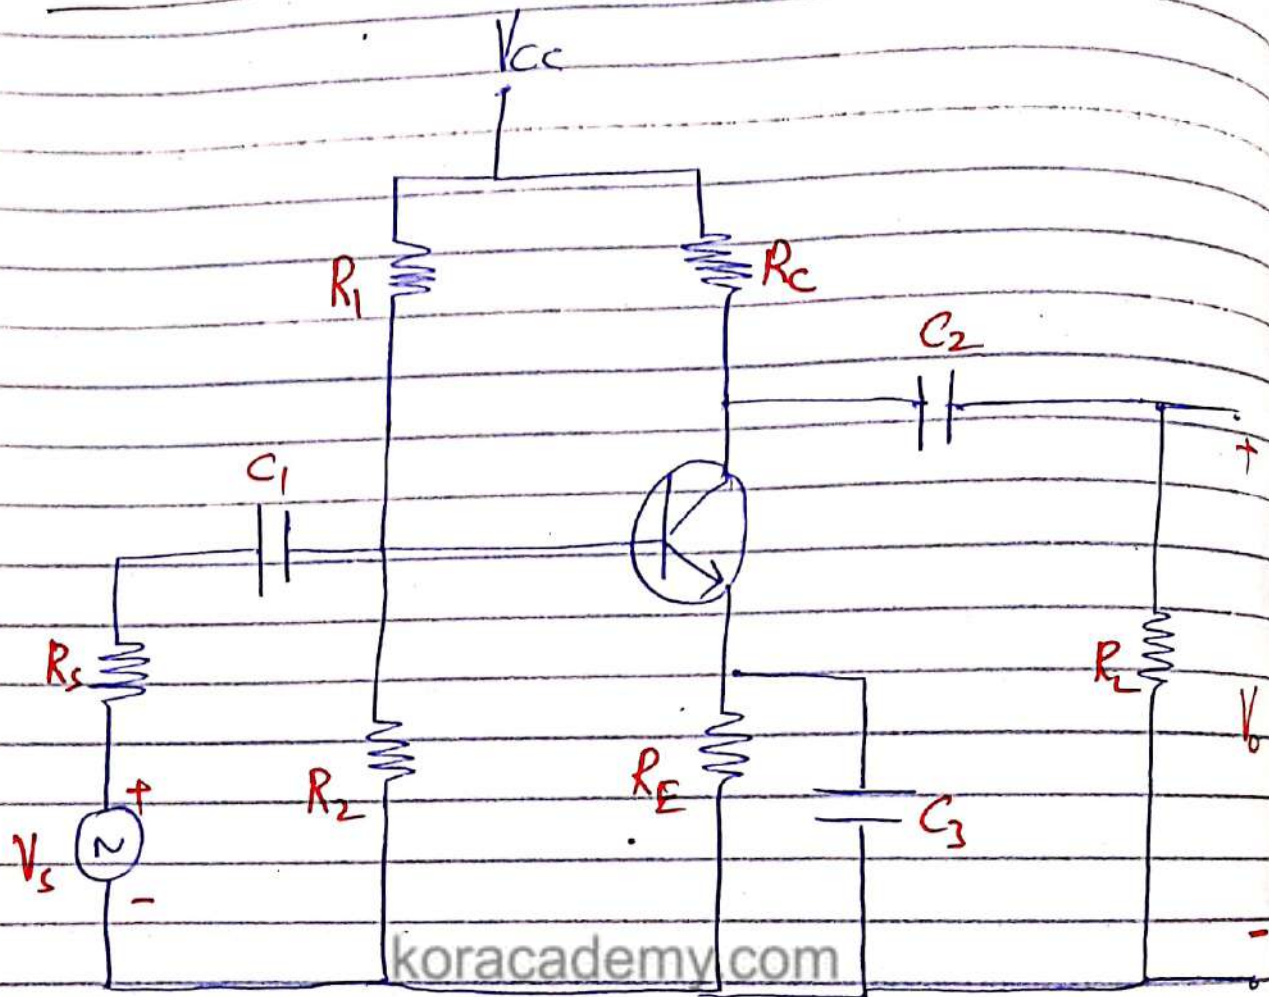 Vcc
R1
RC
C2
+
C1
RS
RL
Vo
R2
RE
C3
+
VS
~
-
-
koracademy.com